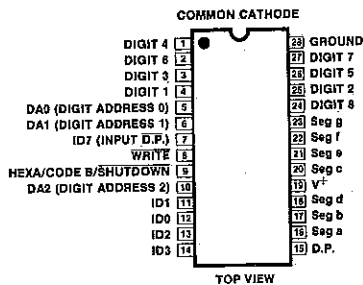 COMMON CATHODE
DIGIT 4 1
DIGIT 6 2
DIGIT 3 3
DIGIT 1 4
DA0 (DIGIT ADDRESS 0) 5
DA1 (DIGIT ADDRESS 1) 6
ID7 (INPUT D.P.) 7
WRITE 8
HEXA/CODE B/SHUTDOWN 9
DA2 (DIGIT ADDRESS 2) 10
ID1 11
ID0 12
ID2 13
ID3 14
28 GROUND
27 DIGIT 7
26 DIGIT 5
25 DIGIT 2
24 DIGIT 8
23 Seg g
22 Seg f
21 Seg e
20 Seg c
19 V+
18 Seg d
17 Seg b
16 Seg a
15 D.P.
TOP VIEW